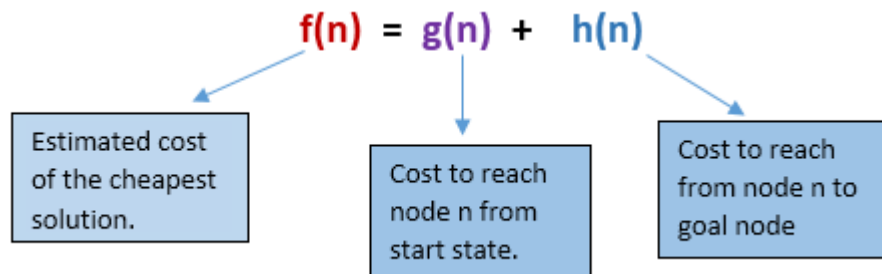 f(n) = g(n) + h(n)
Estimated cost
of the cheapest
solution.
Cost to reach
node n from
start state.
Cost to reach
from node n to
goal node